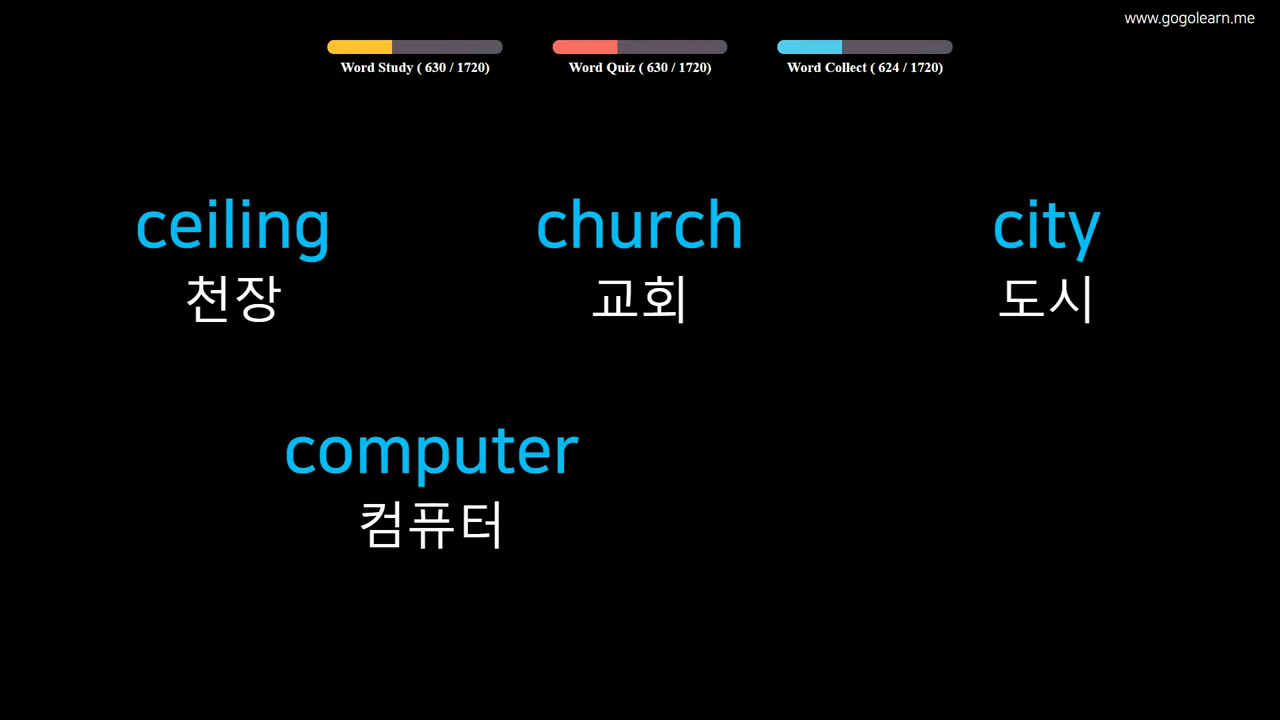 www.gogolearn.me
Word Study ( 630 / 1720) Word Quiz ( 630 / 1720) Word Collect ( 624 / 1720)
ceiling church city
천장 교회 도시
computer
컴퓨터